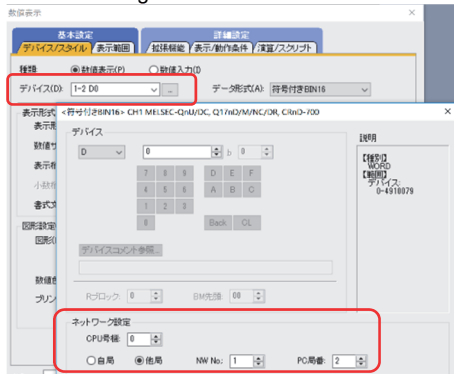 数値表示
基本設定
詳細設定
デバイス/スタイル
表示範囲
拡張機能
表示/動作条件
演算/スクリプト
種類:
数値表示(P)
数値入力(I)
デバイス(D):
1-2 D0
...
データ形式(A):
符号付きBIN16
表示形式
<符号付きBIN16> CH1 MELSEC-QnU/DC, Q17nD/M/NC/DR, CRnD-700
デバイス
D
0
b
0
7 8 9 D E F
4 5 6 A B C
1 2 3
0 Back CL
デバイスコメント参照...
Rブロック:
0
BM先頭:
00
説明
【種別】
WORD
【範囲】
デバイス:
0-4910079
ネットワーク設定
CPU号機:
0
自局
他局
NW No.:
1
PC局番:
2